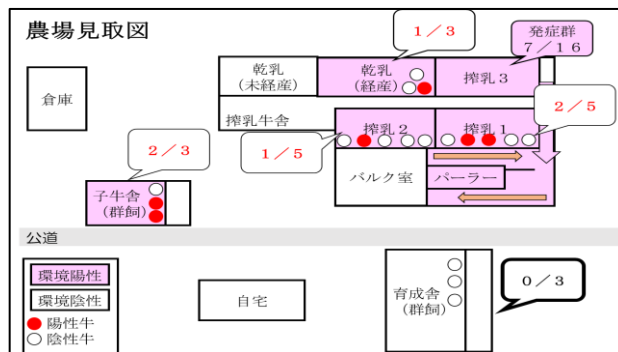 農場見取図
1/3
発症群
7/16
倉庫
乾乳
(未経産)
乾乳
(経産)
搾乳3
搾乳牛舎
搾乳2
搾乳1
2/5
1/5
2/3
バルク室
パーラー
子牛舎
(群飼)
公道
環境陽性
環境陰性
陽性牛
陰性牛
自宅
育成舎
(群飼)
0/3